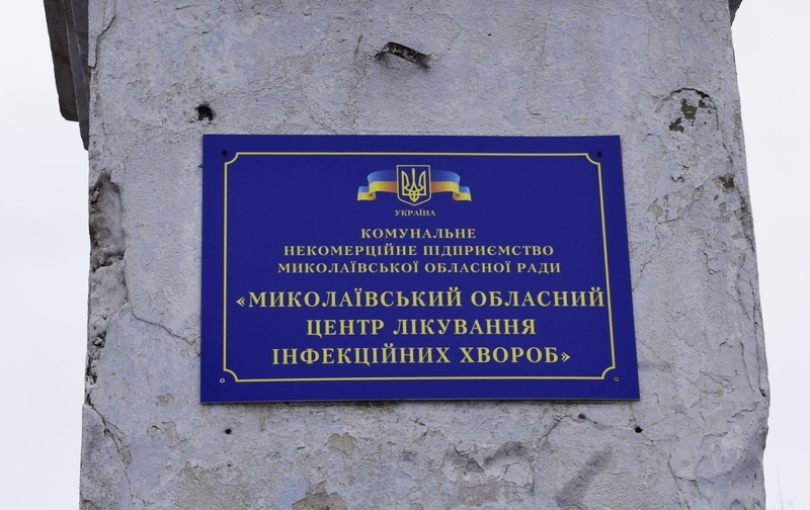 УКРАЇНА
КОМУНАЛЬНЕ
НЕКОМЕРЦІЙНЕ ПІДПРИЄМСТВО
МИКОЛАЇВСЬКОЇ ОБЛАСНОЇ РАДИ
«МИКОЛАЇВСЬКИЙ ОБЛАСНИЙ
ЦЕНТР ЛІКУВАННЯ
ІНФЕКЦІЙНИХ ХВОРОБ»